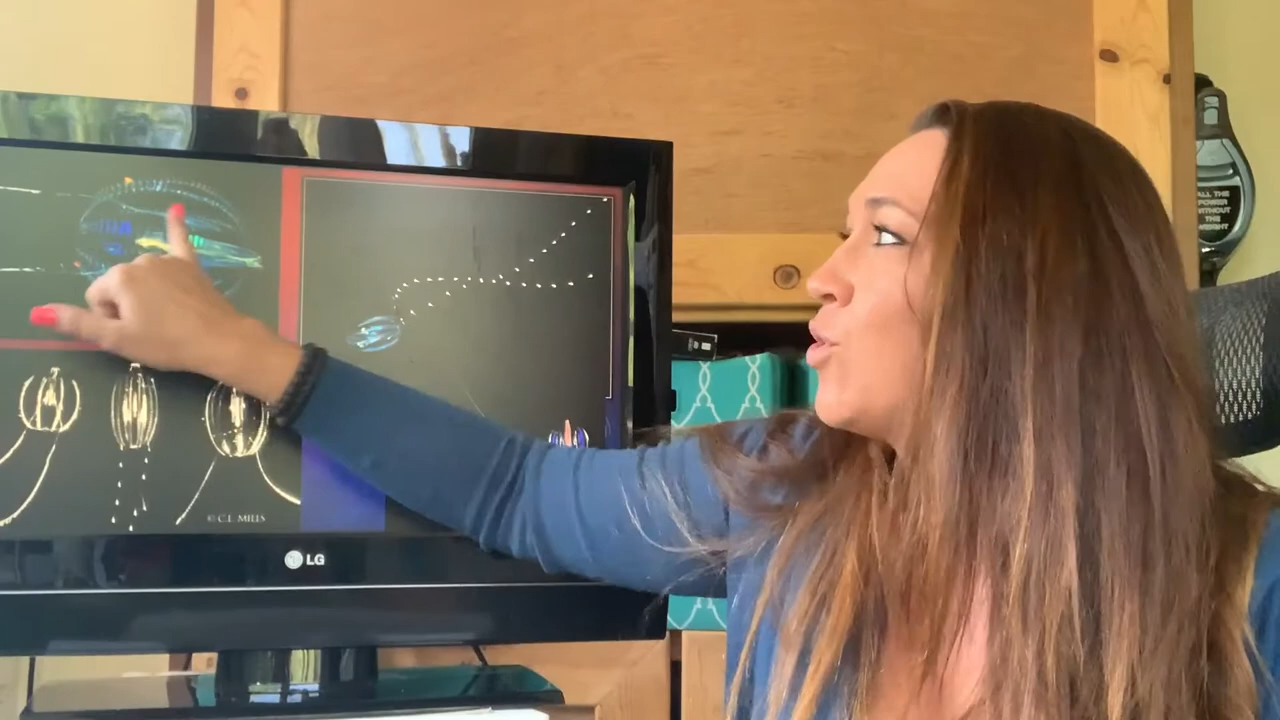 ALL THE
POWER
WITHOUT
THE
WEIGHT
© C.E. MILLS
LG